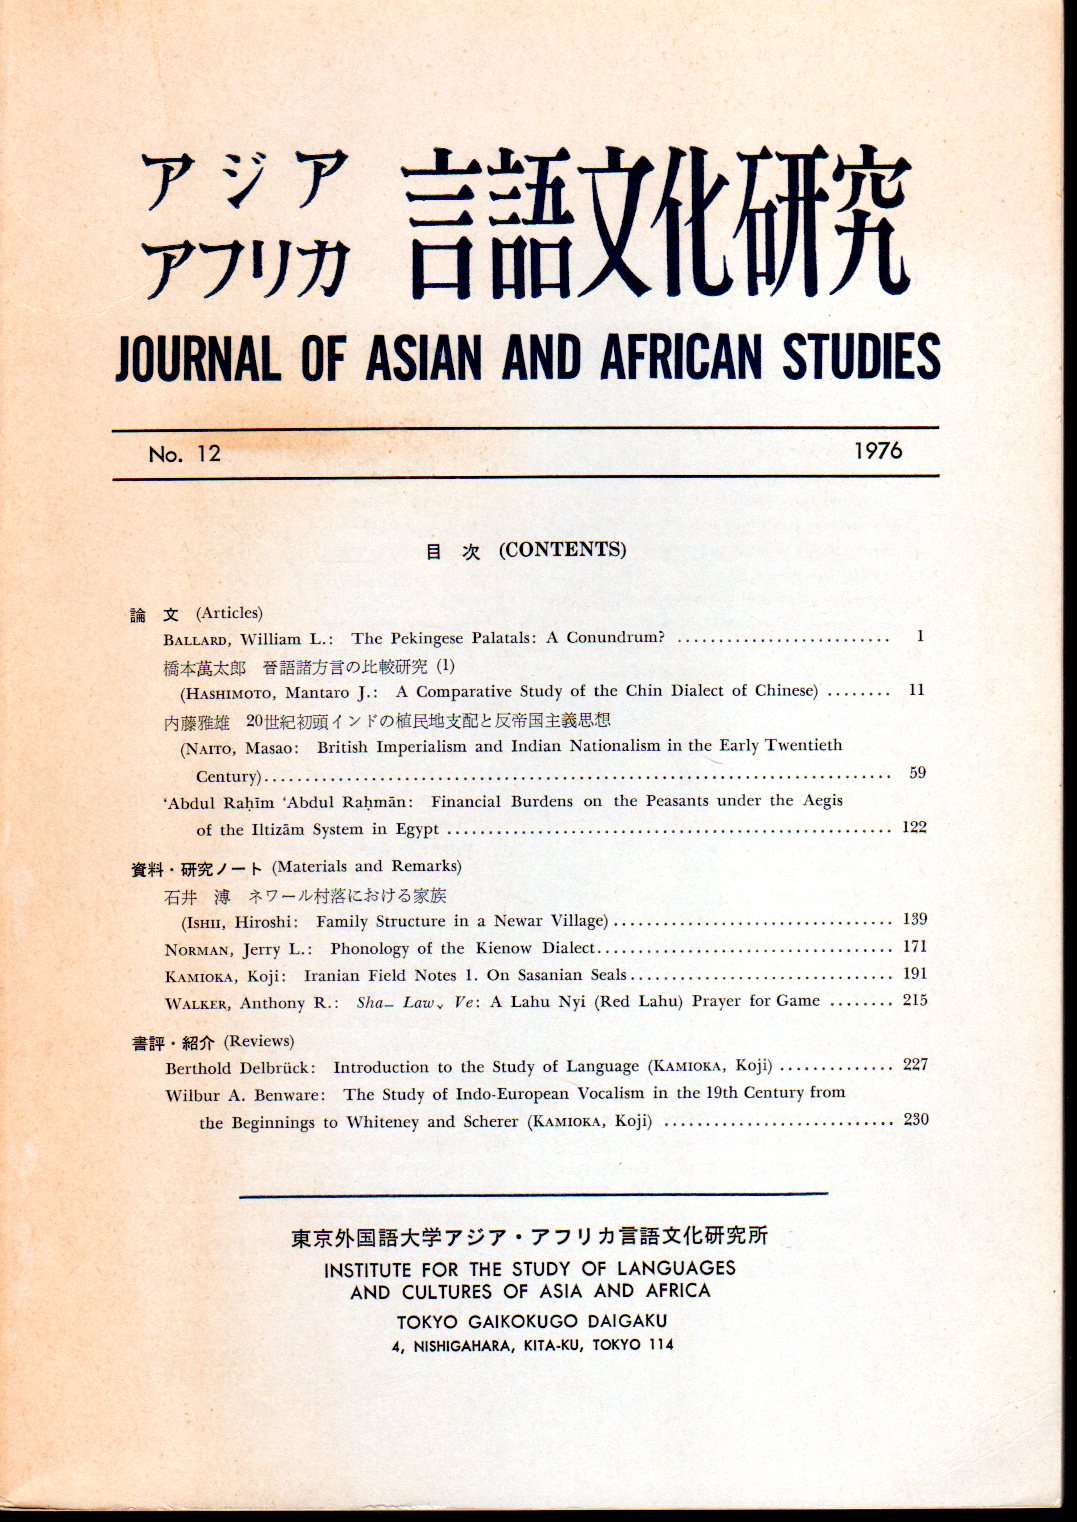 アジア
アフリカ
言語文化研究
JOURNAL OF ASIAN AND AFRICAN STUDIES
No. 12 1976
目 次 (CONTENTS)
論 文 (Articles)
BALLARD, William L.: The Pekingese Palatals: A Conundrum? .......................... 1
橋本萬太郎 晉語諸方言の比較研究 (1)
(HASHIMOTO, Mantaro J.: A Comparative Study of the Chin Dialect of Chinese) ........ 11
内藤雅雄 20世紀初頭インドの植民地支配と反帝国主義思想
(NAITO, Masao: British Imperialism and Indian Nationalism in the Early Twentieth
Century)............................................................................ 59
‘Abdul Raḥīm ‘Abdul Raḥmān: Financial Burdens on the Peasants under the Aegis
of the Iltizām System in Egypt ...................................................... 122
資料・研究ノート (Materials and Remarks)
石井 溥 ネワール村落における家族
(ISHII, Hiroshi: Family Structure in a Newar Village).................................. 139
NORMAN, Jerry L.: Phonology of the Kienow Dialect.................................... 171
KAMIOKA, Koji: Iranian Field Notes 1. On Sasanian Seals................................ 191
WALKER, Anthony R.: Sha_ Law˯ Ve: A Lahu Nyi (Red Lahu) Prayer for Game ........ 215
書評・紹介 (Reviews)
Berthold Delbrück: Introduction to the Study of Language (KAMIOKA, Koji) .............. 227
Wilbur A. Benware: The Study of Indo-European Vocalism in the 19th Century from
the Beginnings to Whiteney and Scherer (KAMIOKA, Koji) ............................ 230
東京外国語大学アジア・アフリカ言語文化研究所
INSTITUTE FOR THE STUDY OF LANGUAGES
AND CULTURES OF ASIA AND AFRICA
TOKYO GAIKOKUGO DAIGAKU
4, NISHIGAHARA, KITA-KU, TOKYO 114